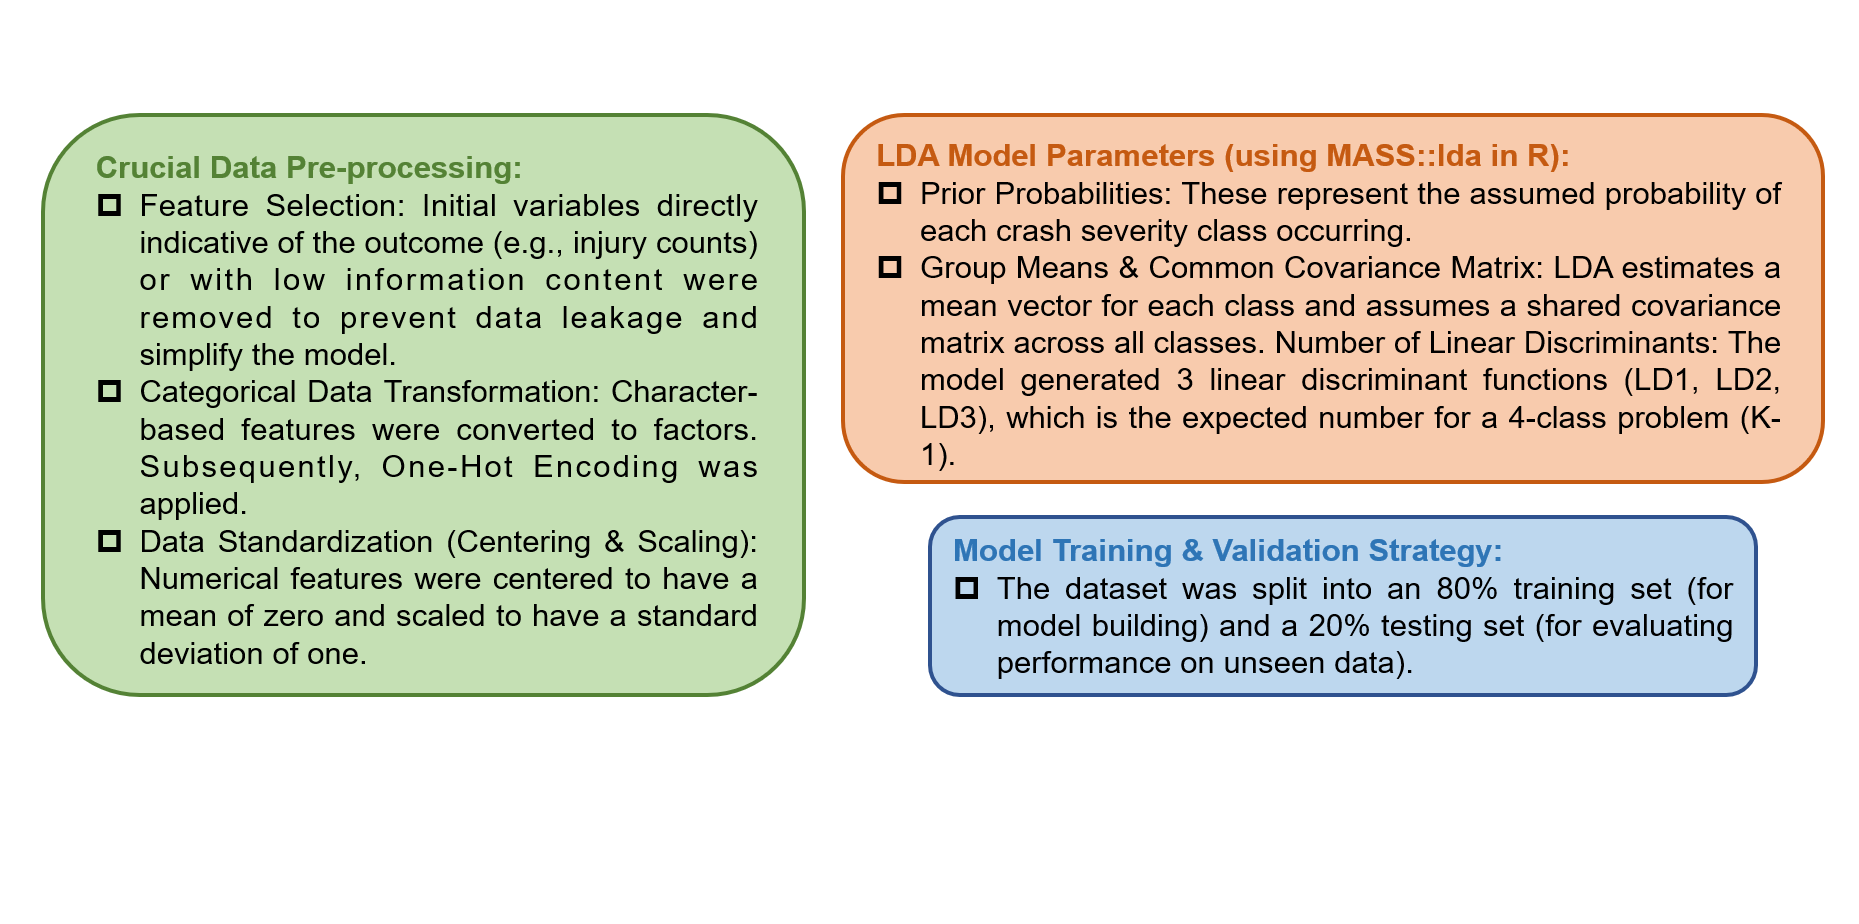 Crucial Data Pre-processing:
Feature Selection: Initial variables directly
indicative of the outcome (e.g., injury counts)
or with low information content were
removed to prevent data leakage and
simplify the model.
Categorical Data Transformation: Character-
based features were converted to factors.
Subsequently, One-Hot Encoding was
applied.
Data Standardization (Centering & Scaling):
Numerical features were centered to have a
mean of zero and scaled to have a standard
deviation of one.
LDA Model Parameters (using MASS::lda in R):
Prior Probabilities: These represent the assumed probability of
each crash severity class occurring.
Group Means & Common Covariance Matrix: LDA estimates a
mean vector for each class and assumes a shared covariance
matrix across all classes. Number of Linear Discriminants: The
model generated 3 linear discriminant functions (LD1, LD2,
LD3), which is the expected number for a 4-class problem (K-
1).
Model Training & Validation Strategy:
The dataset was split into an 80% training set (for
model building) and a 20% testing set (for evaluating
performance on unseen data).